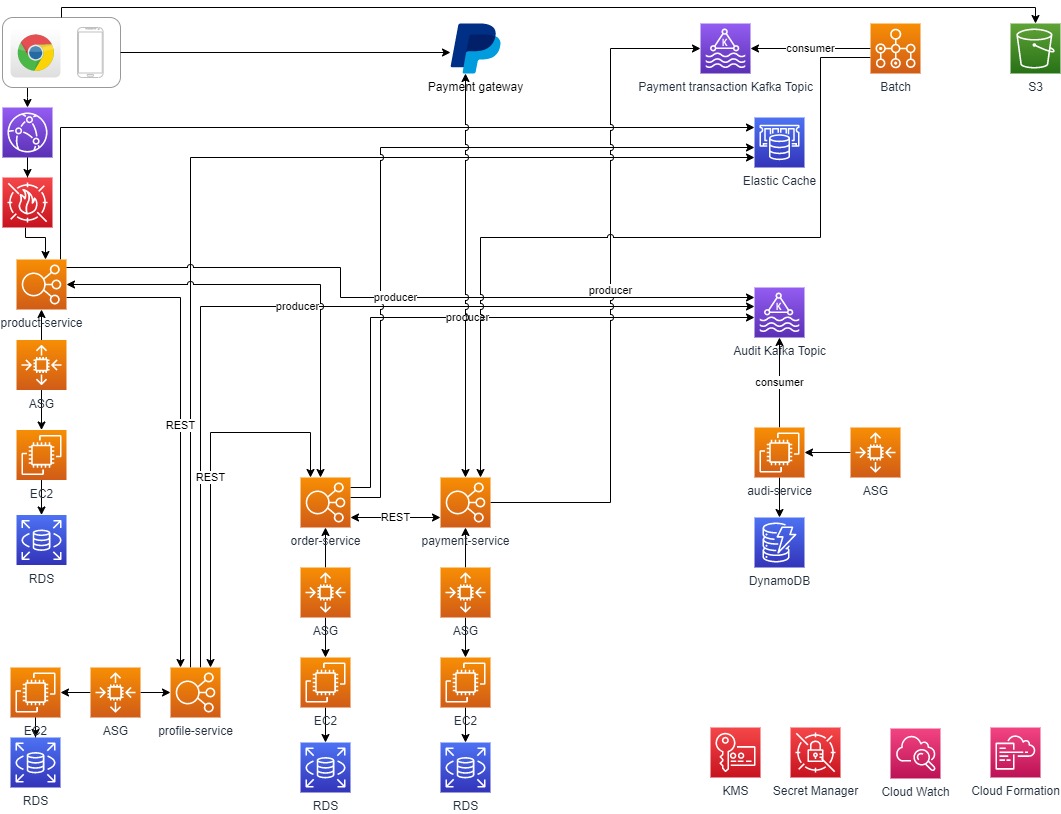 Payment gateway
Payment transaction Kafka Topic
consumer
Batch
S3
Elastic Cache
product-service
producer
producer
producer
producer
Audit Kafka Topic
consumer
ASG
REST
REST
EC2
RDS
order-service
REST
payment-service
audi-service
ASG
DynamoDB
ASG
ASG
EC2
ASG
profile-service
EC2
EC2
RDS
RDS
RDS
KMS
Secret Manager
Cloud Watch
Cloud Formation